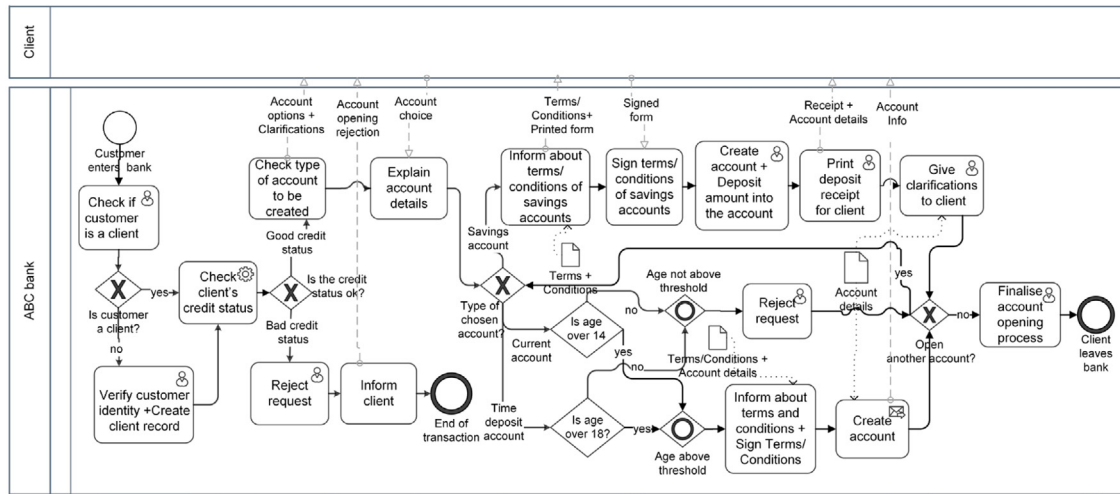 Client
ABC bank
Customer
enters bank
Check if
customer
is a client
Is customer
a client?
yes
no
Verify customer
identity +Create
client record
Check
client's
credit status
Is the credit
status ok?
Good credit
status
Bad credit
status
Reject
request
Inform
client
End of
transaction
Account
options +
Clarifications
Account
opening
rejection
Account
choice
Check type
of account
to be
created
Explain
account
details
Type of
chosen
account?
Savings
account
Current
account
Time
deposit
account
Terms/
Conditions+
Printed form
Signed
form
Inform about
terms/
conditions of
savings
accounts
Terms +
Conditions
Sign terms/
conditions
of savings
accounts
Create
account +
Deposit
amount into
the account
Receipt +
Account details
Account
Info
Print
deposit
receipt
for client
Give
clarifications
to client
Is age
over 14
no
yes
Age not above
threshold
Reject
request
Is age
over 18?
no
yes
Age above
threshold
Terms/Conditions +
Account details
Inform about
terms and
conditions +
Sign Terms/
Conditions
Account
details
Create
account
yes
Open
another account?
no
Finalise
account
opening
process
Client
leaves
bank